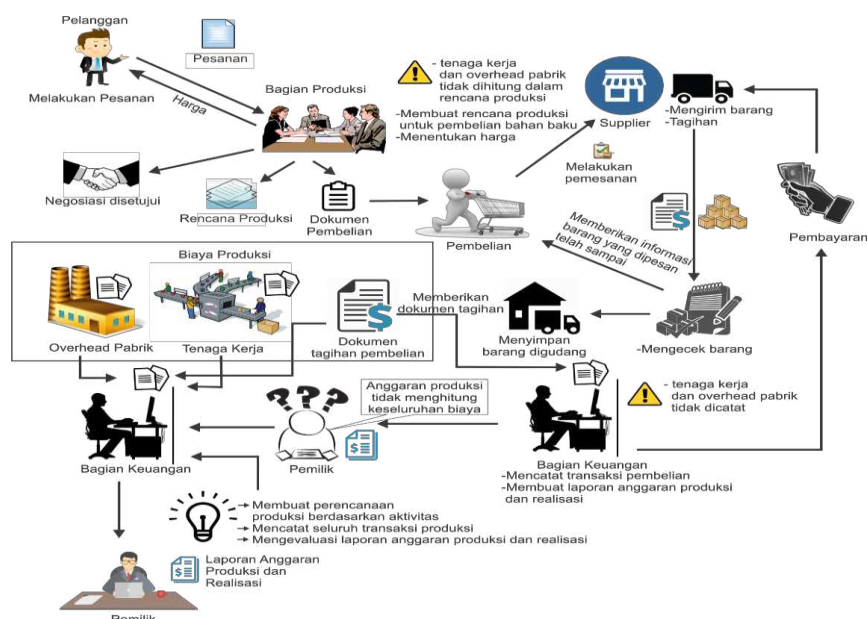 Pelanggan
Pesanan
Melakukan Pesanan
Harga
Bagian Produksi
- tenaga kerja
dan overhead pabrik
tidak dihitung dalam
rencana produksi
-Membuat rencana produksi
untuk pembelian bahan baku
-Menentukan harga
Supplier
-Mengirim barang
-Tagihan
Negosiasi disetujui
Rencana Produksi
Dokumen
Pembelian
Pembelian
Melakukan
pemesanan
Memberikan informasi
barang yang dipesan
telah sampai
Pembayaran
Biaya Produksi
Overhead Pabrik
Tenaga Kerja
Dokumen
tagihan pembelian
Memberikan
dokumen tagihan
Menyimpan
barang digudang
-Mengecek barang
Anggaran produksi
tidak menghitung
keseluruhan biaya
- tenaga kerja
dan overhead pabrik
tidak dicatat
Bagian Keuangan
Pemilik
Bagian Keuangan
-Mencatat transaksi pembelian
-Membuat laporan anggaran produksi
dan realisasi
Membuat perencanaan
produksi berdasarkan aktivitas
Mencatat seluruh transaksi produksi
Mengevaluasi laporan anggaran produksi dan realisasi
Laporan Anggaran
Produksi dan
Realisasi
Pemilik